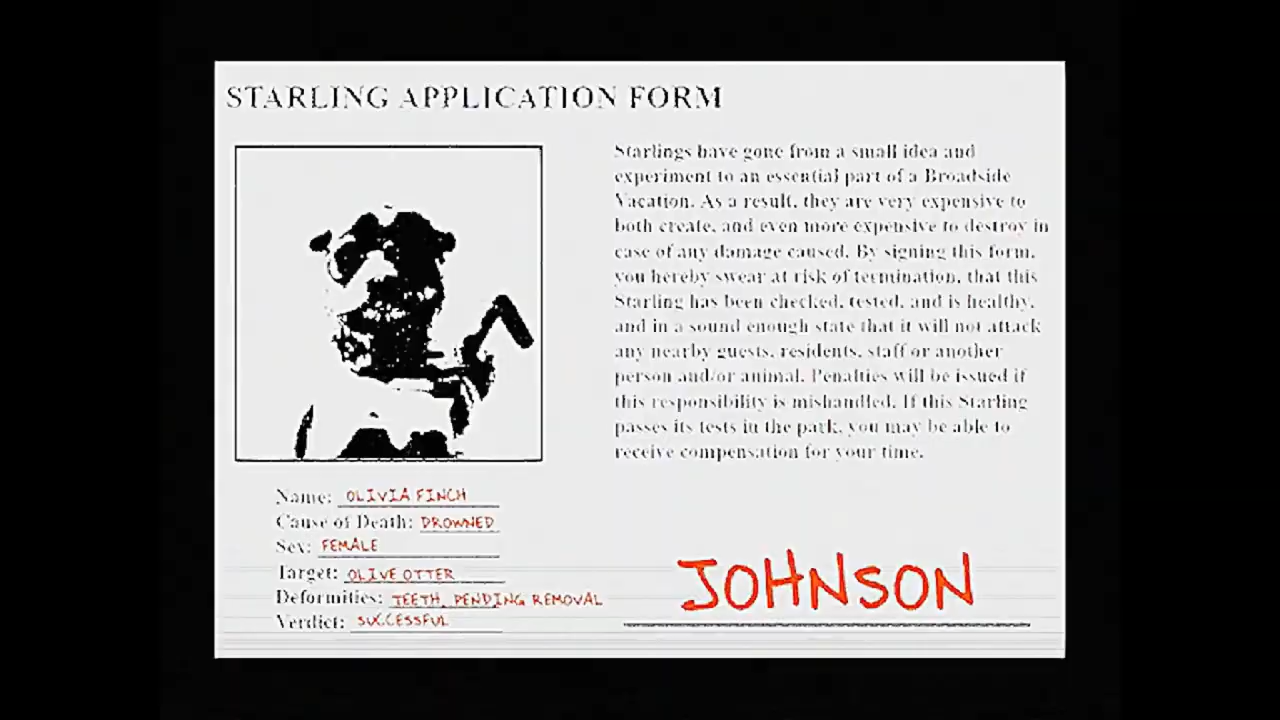 STARLING APPLICATION FORM
Starlings have gone from a small idea and
experiment to an essential part of a Broadside
Vacation. As a result, they are very expensive to
both create, and even more expensive to destroy in
case of any damage caused. By signing this form,
you hereby swear at risk of termination, that this
Starling has been checked, tested, and is healthy,
and in a sound enough state that it will not attack
any nearby guests, residents, staff or another
person and/or animal. Penalties will be issued if
this responsibility is mishandled. If this Starling
passes its tests in the park, you may be able to
receive compensation for your time.
Name: OLIVIA FINCH
Cause of Death: DROWNED
Sex: FEMALE
Target: OLIVE OTTER
Deformities: TEETH, PENDING REMOVAL
Verdict: SUCCESSFUL
JOHNSON